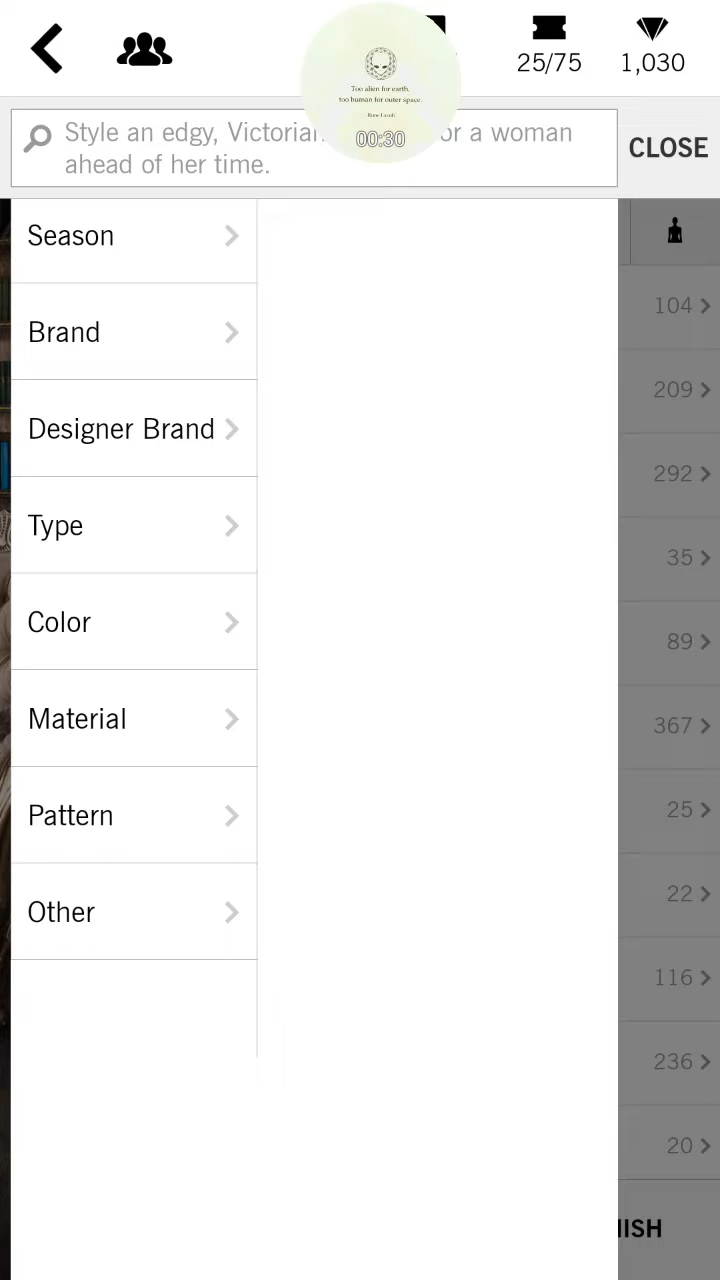 25/75
1,030
Too alien for earth,
too human for outer space.
00:30
Style an edgy, Victorian or a woman
ahead of her time.
CLOSE
Season
Brand
Designer Brand
Type
Color
Material
Pattern
Other
104
209
292
35
89
367
25
22
116
236
20